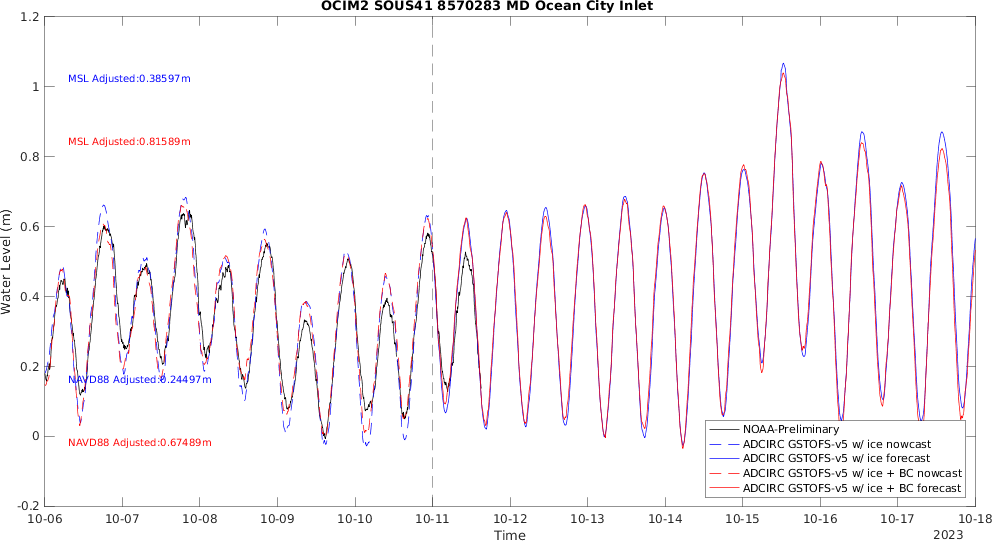 OCIM2 SOUS41 8570283 MD Ocean City Inlet
1.2
1
0.8
0.6
0.4
0.2
0
-0.2
Water Level (m)
MSL Adjusted:0.38597m
MSL Adjusted:0.81589m
NAVD88 Adjusted:0.24497m
NAVD88 Adjusted:0.67489m
NOAA-Preliminary
ADCIRC GSTOFS-v5 w/ ice nowcast
ADCIRC GSTOFS-v5 w/ ice forecast
ADCIRC GSTOFS-v5 w/ ice + BC nowcast
ADCIRC GSTOFS-v5 w/ ice + BC forecast
10-06 10-07 10-08 10-09 10-10 10-11 10-12 10-13 10-14 10-15 10-16 10-17 10-18
Time
2023